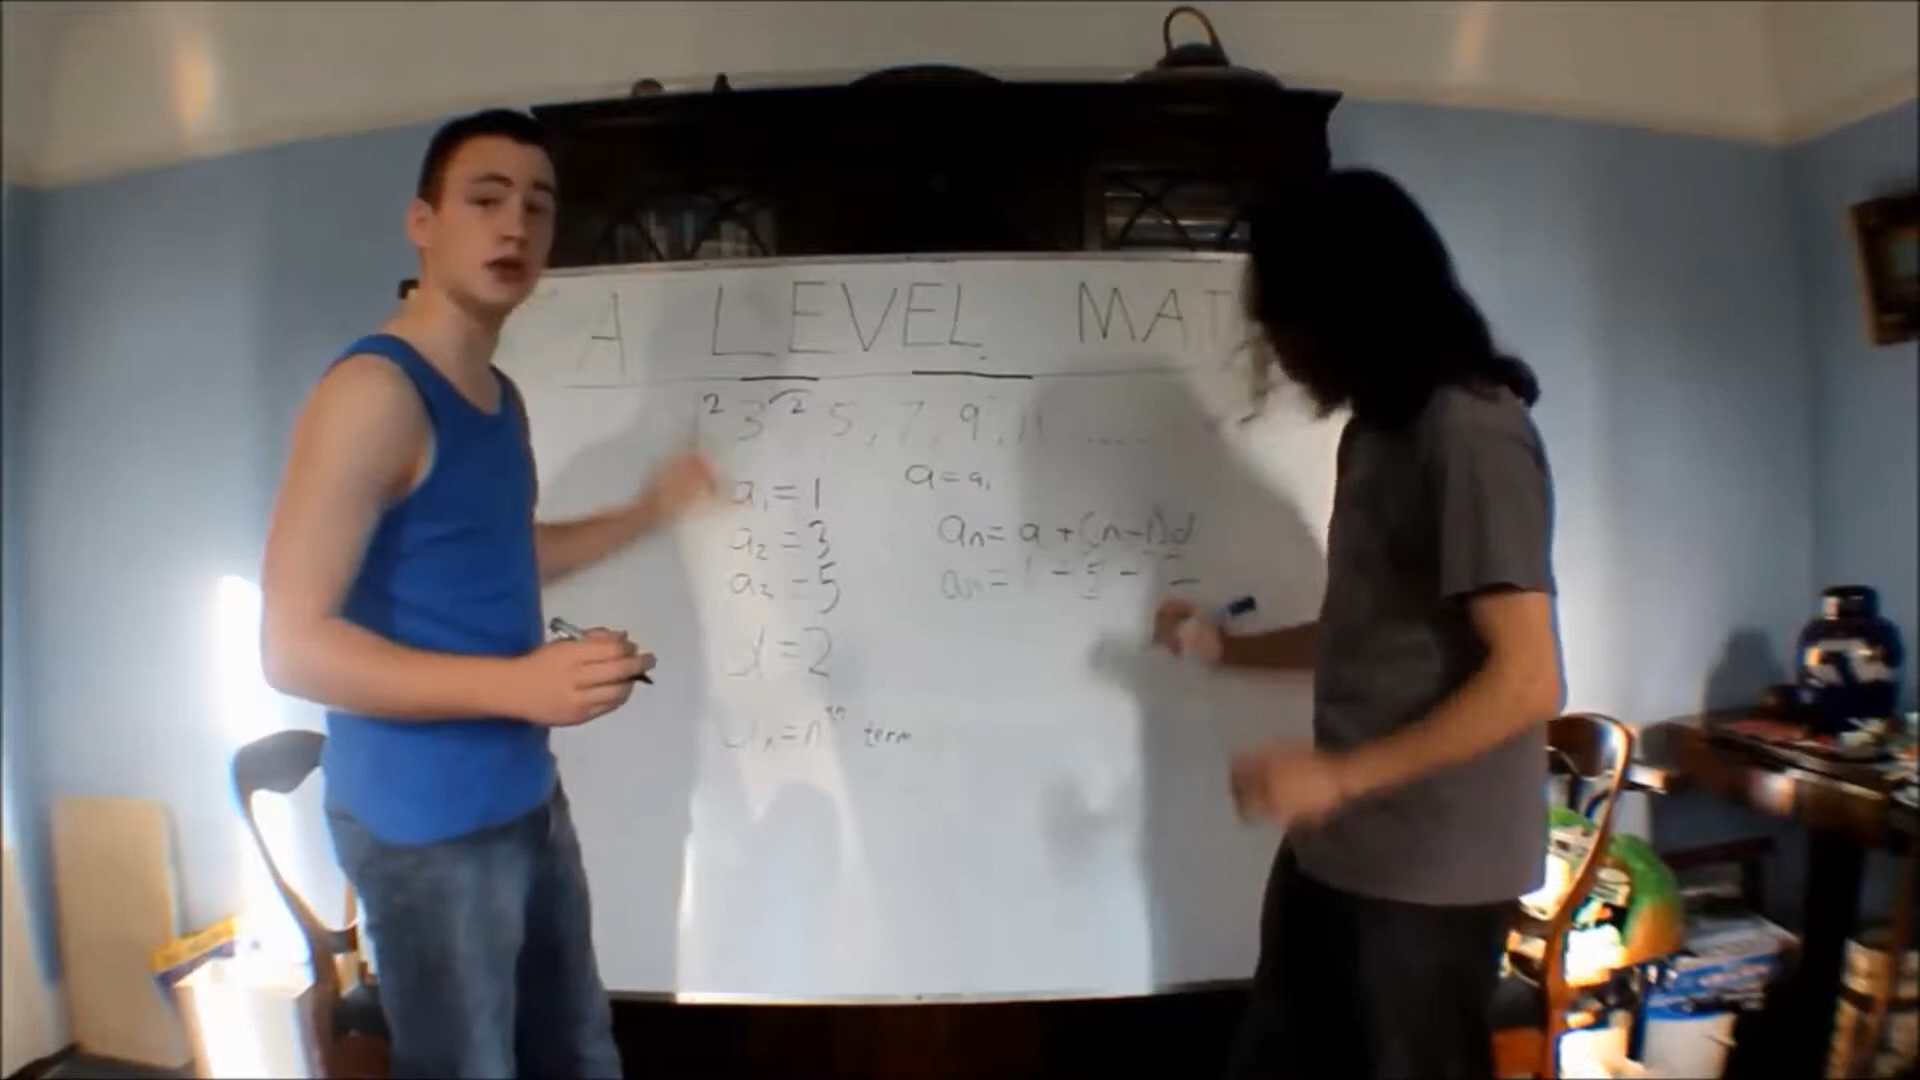 A LEVEL MAT
2 3 2 5, 7, 9, 11 ....
a₁ = 1
a = a₁
a₂ = 3
aₙ = a + (n-1)d
a₃ = 5
d = 2
aₙ = nᵗʰ term